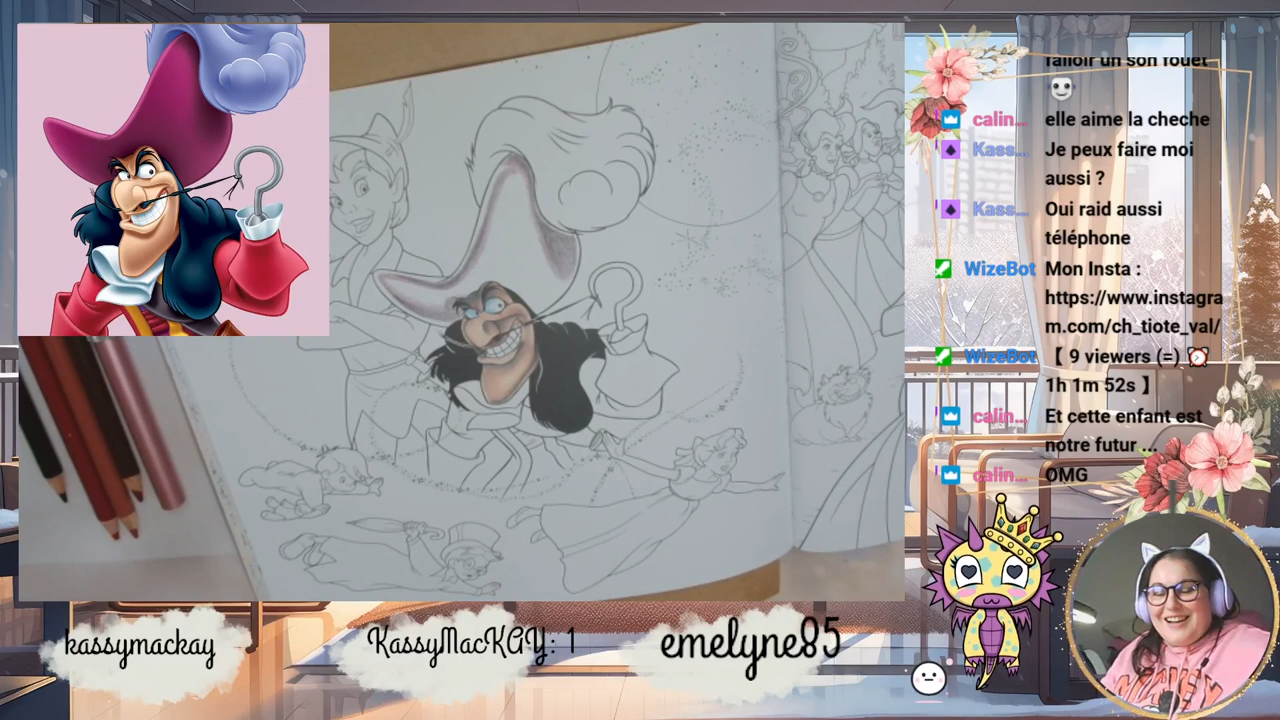 falloir un son fouet
calin... elle aime la cheche
Kass... Je peux faire moi
aussi ?
Kass... Oui raid aussi
téléphone
WizeBot Mon Insta :
https://www.instagra
m.com/ch_tiote_val/
WizeBot 【 9 viewers (=) ⏰
1h 1m 52s 】
calin... Et cette enfant est
notre futur ...
calin... OMG
kassymackay
KassyMacKAY: 1
emelyne85